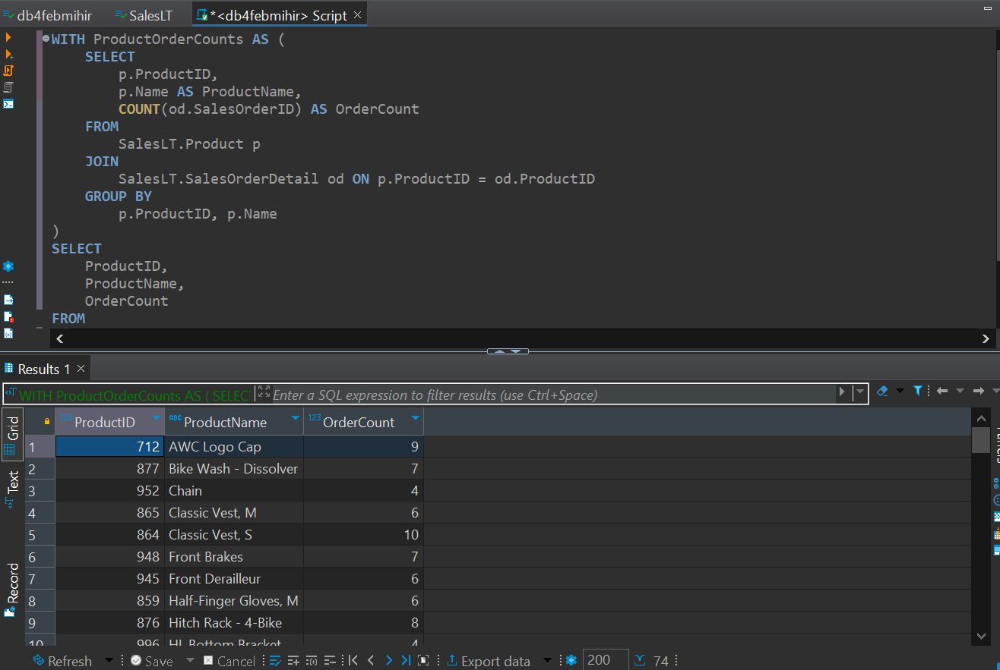 db4febmihir
SalesLT
*<db4febmihir> Script
WITH ProductOrderCounts AS (
SELECT
p.ProductID,
p.Name AS ProductName,
COUNT(od.SalesOrderID) AS OrderCount
FROM
SalesLT.Product p
JOIN
SalesLT.SalesOrderDetail od ON p.ProductID = od.ProductID
GROUP BY
p.ProductID, p.Name
)
SELECT
ProductID,
ProductName,
OrderCount
FROM
Results 1
WITH ProductOrderCounts AS ( SELECT
Enter a SQL expression to filter results (use Ctrl+Space)
Grid
Text
Record
123 ProductID ABC ProductName 123 OrderCount
1 712 AWC Logo Cap 9
2 877 Bike Wash - Dissolver 7
3 952 Chain 4
4 865 Classic Vest, M 6
5 864 Classic Vest, S 10
6 948 Front Brakes 7
7 945 Front Derailleur 6
8 859 Half-Finger Gloves, M 6
9 876 Hitch Rack - 4-Bike 8
10 996 HL Bottom Bracket 4
Refresh Save Cancel Export data 200 74